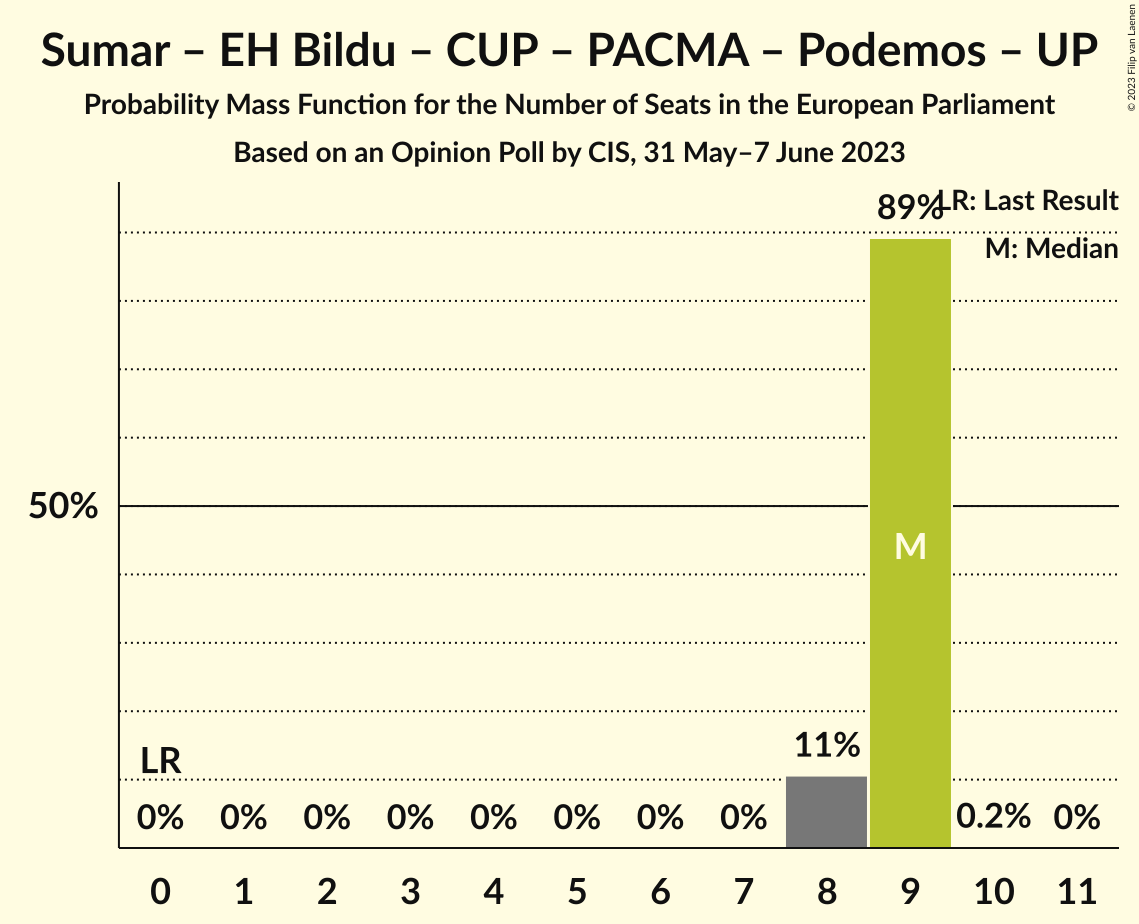 Sumar – EH Bildu – CUP – PACMA – Podemos – UP
Probability Mass Function for the Number of Seats in the European Parliament
Based on an Opinion Poll by CIS, 31 May–7 June 2023
© 2023 Filip van Laenen
LR: Last Result
M: Median
89%
50%
M
11%
LR
0% 0% 0% 0% 0% 0% 0% 0% 0.2% 0%
0 1 2 3 4 5 6 7 8 9 10 11